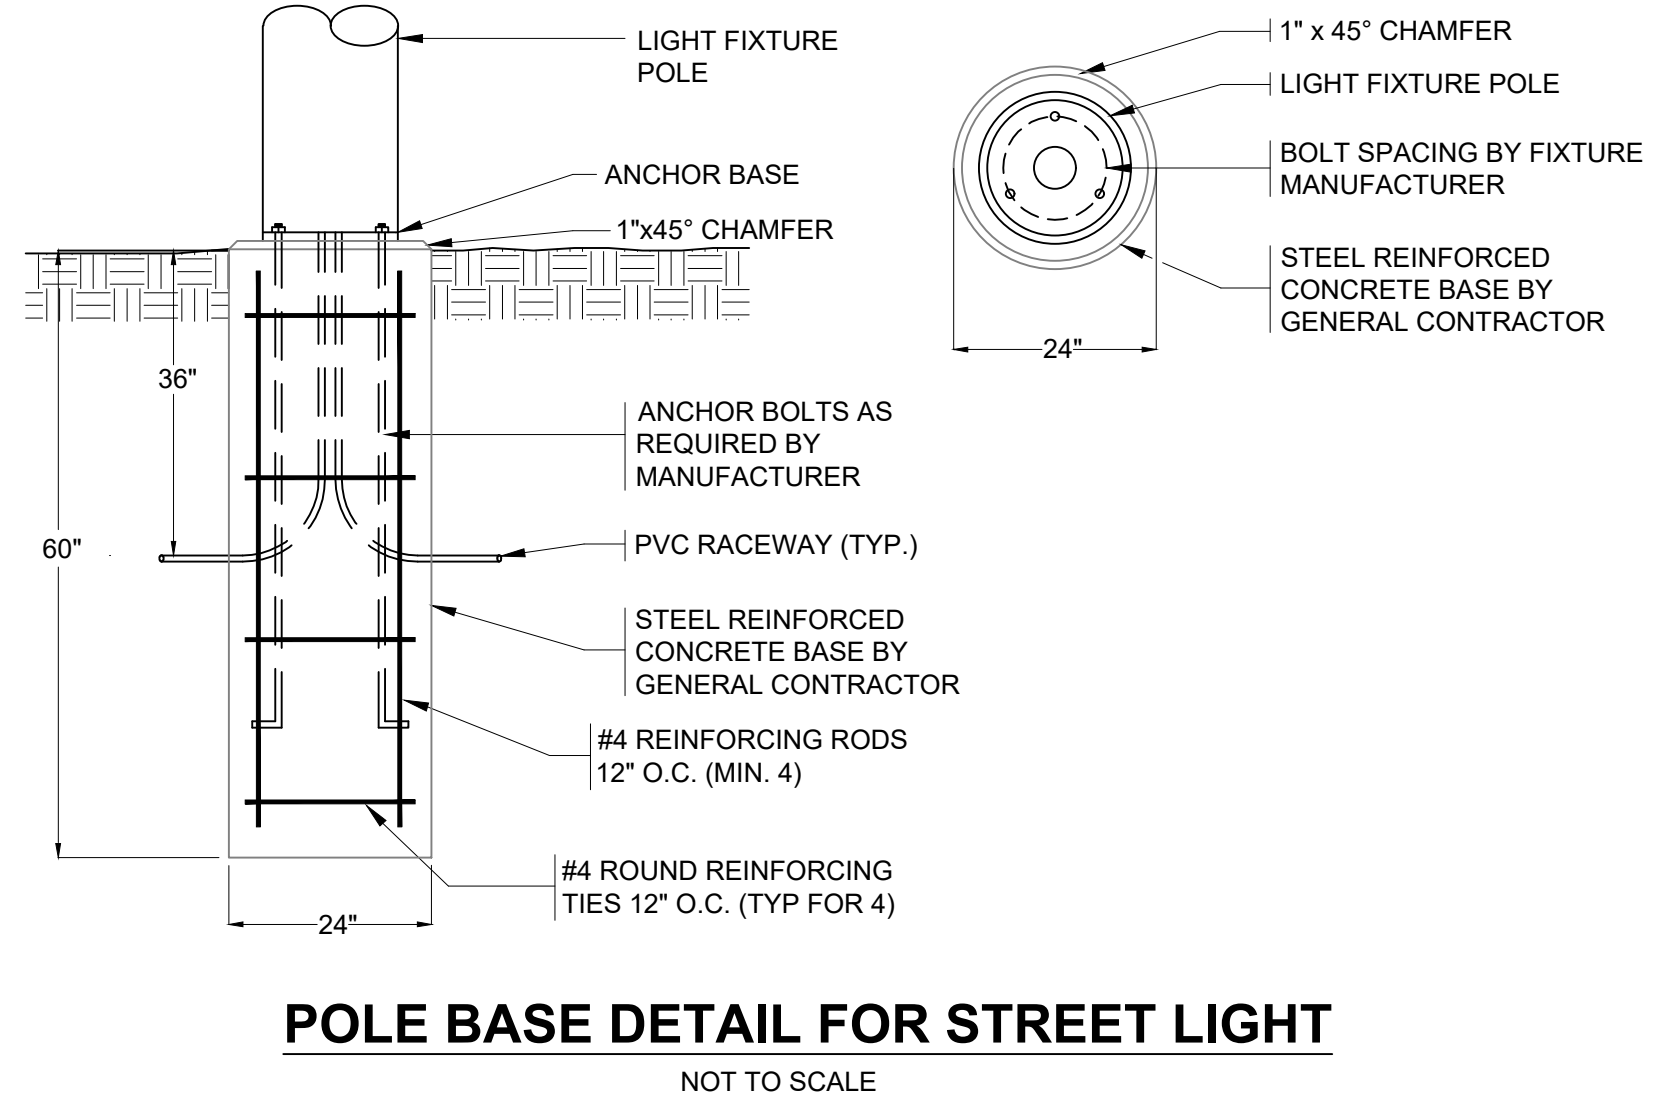 LIGHT FIXTURE
POLE
ANCHOR BASE
1"x45° CHAMFER
36"
60"
ANCHOR BOLTS AS
REQUIRED BY
MANUFACTURER
PVC RACEWAY (TYP.)
STEEL REINFORCED
CONCRETE BASE BY
GENERAL CONTRACTOR
#4 REINFORCING RODS
12" O.C. (MIN. 4)
#4 ROUND REINFORCING
TIES 12" O.C. (TYP FOR 4)
24"
1" x 45° CHAMFER
LIGHT FIXTURE POLE
BOLT SPACING BY FIXTURE
MANUFACTURER
STEEL REINFORCED
CONCRETE BASE BY
GENERAL CONTRACTOR
24"
POLE BASE DETAIL FOR STREET LIGHT
NOT TO SCALE